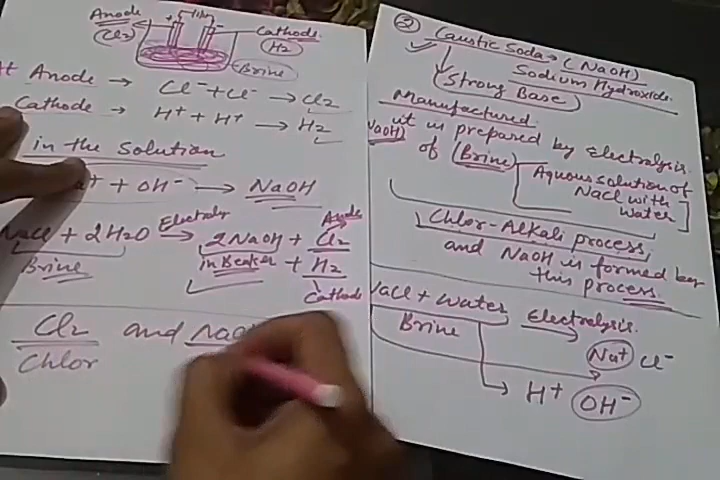 Anode
(Cl2)
+
-
Cathode
H2
Brine
At Anode → Cl⁻ + Cl⁻ → Cl2
Cathode → H⁺ + H⁺ → H2
in the solution
+ OH⁻ → NaOH
NaCl + 2H2O Electroly → 2NaOH + Cl2
Anode
Brine
in Beaker + H2
Cathode
Cl2 and
Chlor
② Caustic Soda → (NaOH)
Sodium Hydroxide.
(Strong Base)
Manufactured.
(NaOH) it is prepared by electrolysis
of (Brine)
Aqueous solution of
NaCl with
water
Chlor-Alkali process,
and NaOH is formed by
this process.
NaCl + water Electrolysis.
Brine
Na⁺ Cl⁻
H⁺ OH⁻